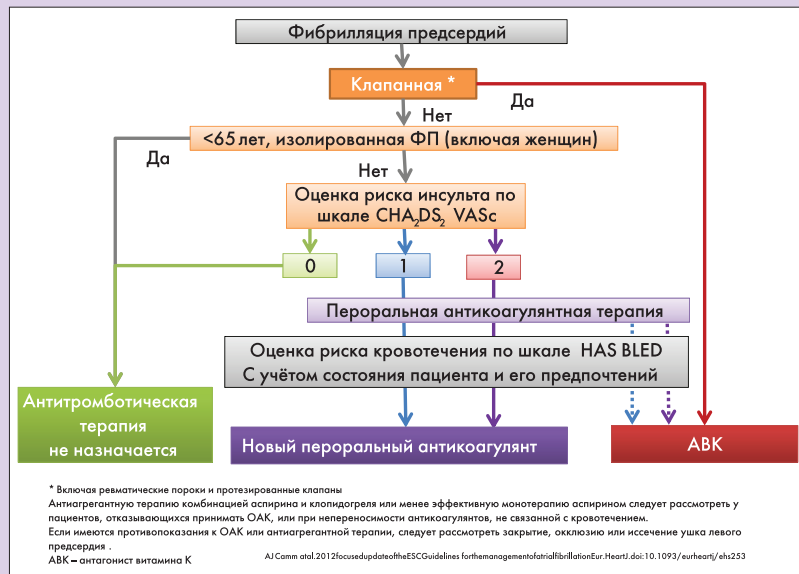 Фибрилляция предсердий
Клапанная *
Да
Нет
<65 лет, изолированная ФП (включая женщин)
Да
Нет
Оценка риска инсульта по
шкале CHA2DS2 VASc
0
1
2
Пероральная антикоагулянтная терапия
Оценка риска кровотечения по шкале HAS BLED
С учётом состояния пациента и его предпочтений
Антитромботическая
терапия
не назначается
Новый пероральный антикоагулянт
АВК
* Включая ревматические пороки и протезированные клапаны
Антиагрегантную терапию комбинацией аспирина и клопидогреля или менее эффективную монотерапию аспирином следует рассмотреть у
пациентов, отказывающихся принимать ОАК, или при непереносимости антикоагулянтов, не связанной с кровотечением.
Если имеются противопоказания к ОАК или антиагрегантной терапии, следует рассмотреть закрытие, окклюзию или иссечение ушка левого
предсердия .
АВК – антагонист витамина К
AJ Camm atal.2012focusedupdateoftheESCGuidelines forthemanagementofatrialfibrillationEur.HeartJ.doi:10.1093/eurheartj/ehs253